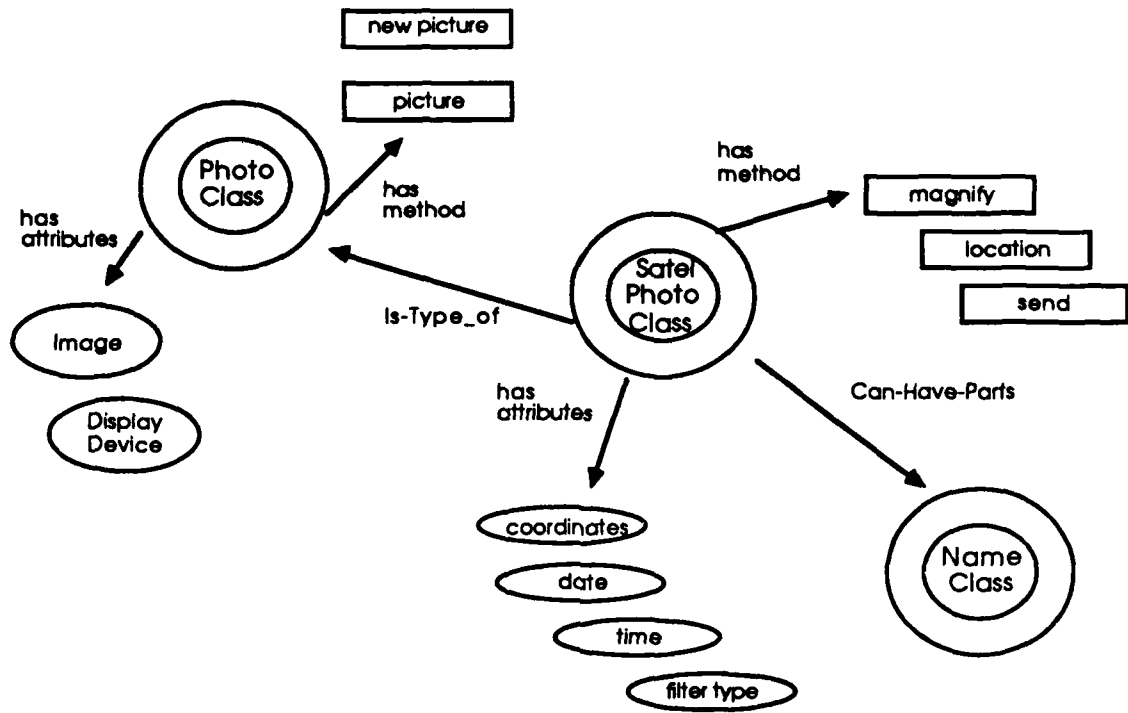 new picture
picture
Photo
Class
has
method
has
attributes
Image
Display
Device
Is-Type_of
Satel
Photo
Class
has
method
magnify
location
send
has
attributes
Can-Have-Parts
coordinates
date
time
filter type
Name
Class